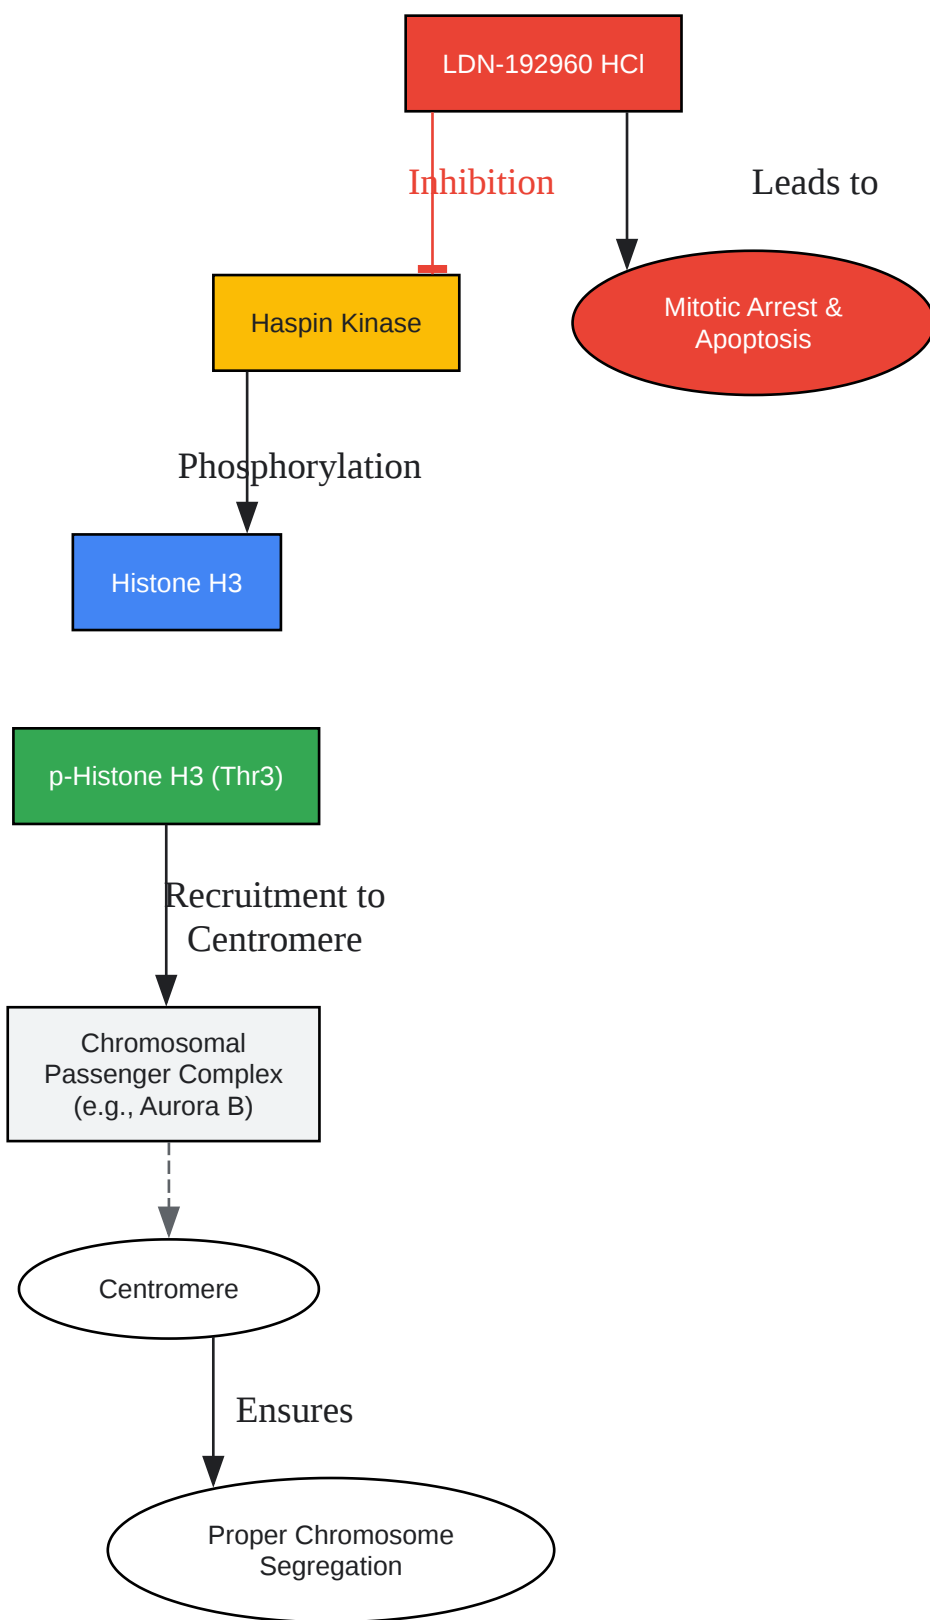 LDN-192960 HCl
Inhibition
Leads to
Haspin Kinase
Mitotic Arrest &
Apoptosis
Phosphorylation
Histone H3
p-Histone H3 (Thr3)
Recruitment to
Centromere
Chromosomal
Passenger Complex
(e.g., Aurora B)
Centromere
Ensures
Proper Chromosome
Segregation